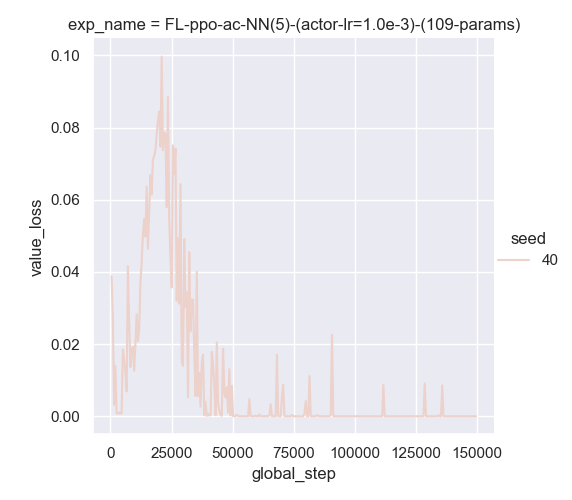 exp_name = FL-ppo-ac-NN(5)-(actor-lr=1.0e-3)-(109-params)
0.10
0.08
0.06
0.04
0.02
0.00
value_loss
0 25000 50000 75000 100000 125000 150000
global_step
seed
40